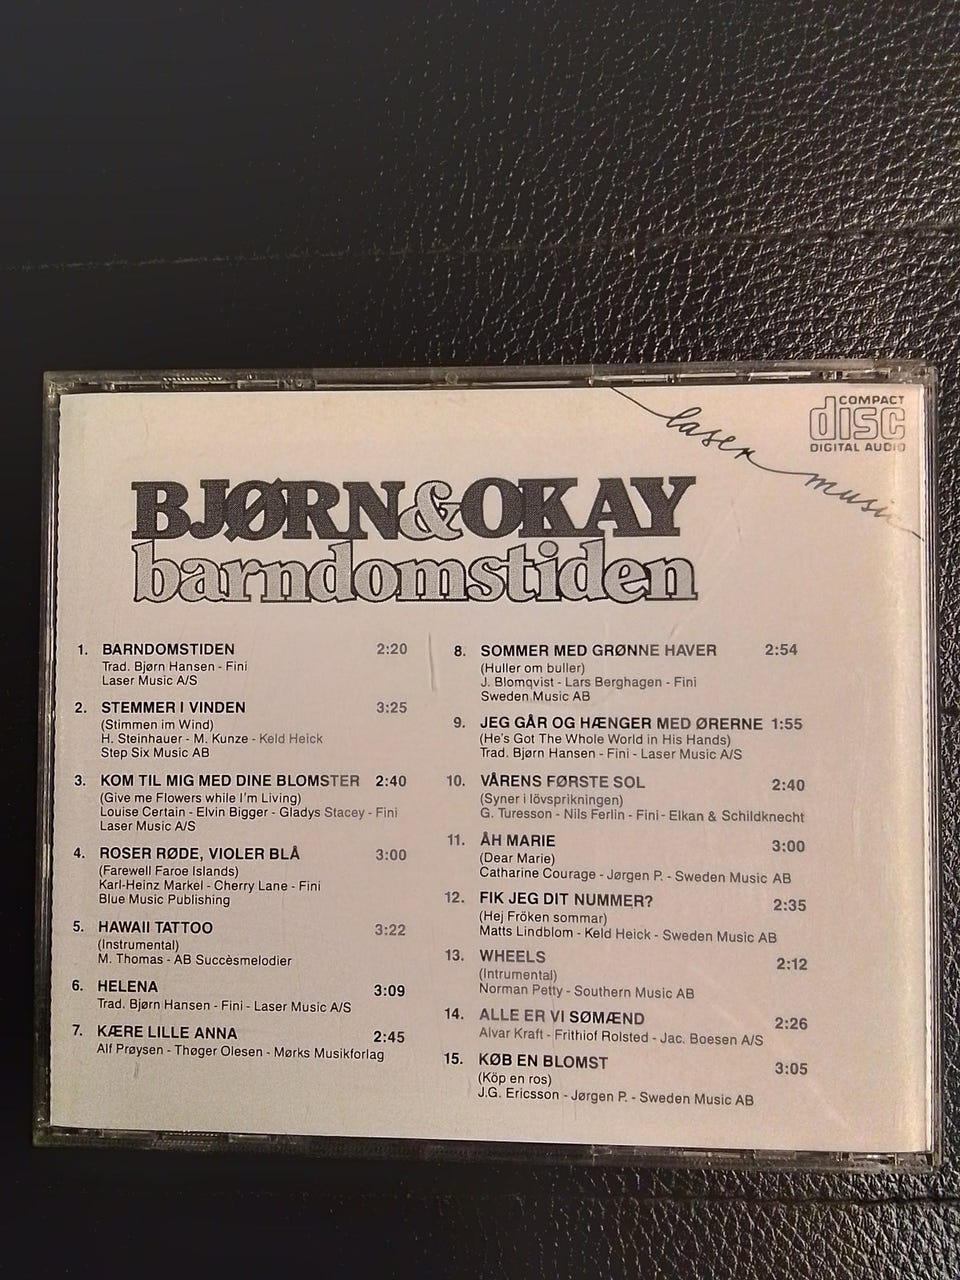 laser music
COMPACT
disc
DIGITAL AUDIO
BJØRN&OKAY
barndomstiden
1. BARNDOMSTIDEN 2:20
Trad. Bjørn Hansen - Fini
Laser Music A/S
2. STEMMER I VINDEN 3:25
(Stimmen im Wind)
H. Steinhauer - M. Kunze - Keld Heick
Step Six Music AB
3. KOM TIL MIG MED DINE BLOMSTER 2:40
(Give me Flowers while I'm Living)
Louise Certain - Elvin Bigger - Gladys Stacey - Fini
Laser Music A/S
4. ROSER RØDE, VIOLER BLÅ 3:00
(Farewell Faroe Islands)
Karl-Heinz Markel - Cherry Lane - Fini
Blue Music Publishing
5. HAWAII TATTOO 3:22
(Instrumental)
M. Thomas - AB Succèsmelodier
6. HELENA 3:09
Trad. Bjørn Hansen - Fini - Laser Music A/S
7. KÆRE LILLE ANNA 2:45
Alf Prøysen - Thøger Olesen - Mørks Musikforlag
8. SOMMER MED GRØNNE HAVER 2:54
(Huller om buller)
J. Blomqvist - Lars Berghagen - Fini
Sweden Music AB
9. JEG GÅR OG HÆNGER MED ØRERNE 1:55
(He's Got The Whole World in His Hands)
Trad. Bjørn Hansen - Fini - Laser Music A/S
10. VÅRENS FØRSTE SOL 2:40
(Syner i lövsprikningen)
G. Turesson - Nils Ferlin - Fini - Elkan & Schildknecht
11. ÅH MARIE 3:00
(Dear Marie)
Catharine Courage - Jørgen P. - Sweden Music AB
12. FIK JEG DIT NUMMER? 2:35
(Hej Fröken sommar)
Matts Lindblom - Keld Heick - Sweden Music AB
13. WHEELS 2:12
(Intrumental)
Norman Petty - Southern Music AB
14. ALLE ER VI SØMÆND 2:26
Alvar Kraft - Frithiof Rolsted - Jac. Boesen A/S
15. KØB EN BLOMST 3:05
(Köp en ros)
J.G. Ericsson - Jørgen P. - Sweden Music AB